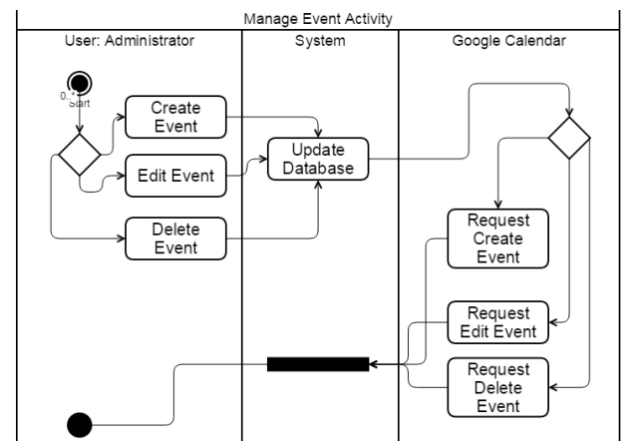 Manage Event Activity
User: Administrator
System
Google Calendar
0..*
Start
Create
Event
Edit Event
Delete
Event
Update
Database
Request
Create
Event
Request
Edit Event
Request
Delete
Event